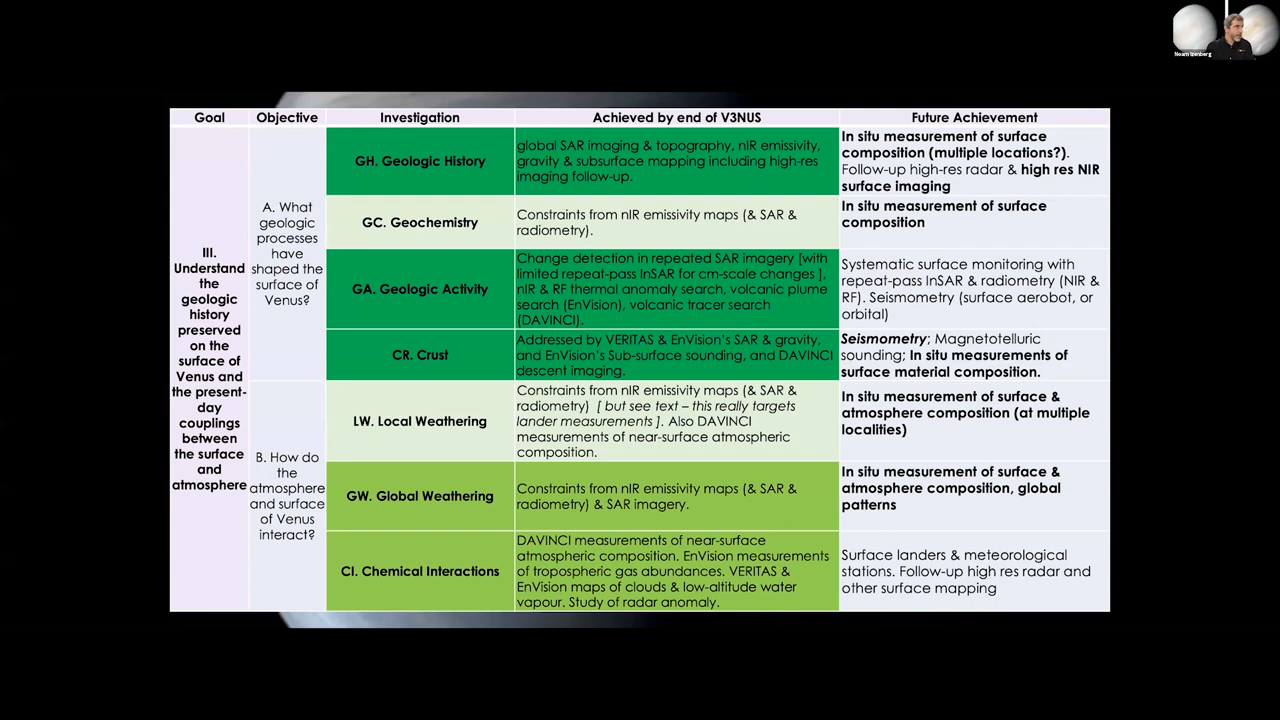 Noam Izenberg
Goal
Objective
Investigation
Achieved by end of V3NUS
Future Achievement
III.
Understand
the
geologic
history
preserved
on the
surface of
Venus and
the present-
day
couplings
between
the surface
and
atmosphere
A. What
geologic
processes
have
shaped the
surface of
Venus?
GH. Geologic History
global SAR imaging & topography, nIR emissivity,
gravity & subsurface mapping including high-res
imaging follow-up.
In situ measurement of surface
composition (multiple locations?).
Follow-up high-res radar & high res NIR
surface imaging
GC. Geochemistry
Constraints from nIR emissivity maps (& SAR &
radiometry).
In situ measurement of surface
composition
GA. Geologic Activity
Change detection in repeated SAR imagery [with
limited repeat-pass InSAR for cm-scale changes ],
nIR & RF thermal anomaly search, volcanic plume
search (EnVision), volcanic tracer search
(DAVINCI).
Systematic surface monitoring with
repeat-pass InSAR & radiometry (NIR &
RF). Seismometry (surface aerobot, or
orbital)
CR. Crust
Addressed by VERITAS & EnVision's SAR & gravity,
and EnVision's Sub-surface sounding, and DAVINCI
descent imaging.
Seismometry; Magnetotelluric
sounding; In situ measurements of
surface material composition.
B. How do
the
atmosphere
and surface
of Venus
interact?
LW. Local Weathering
Constraints from nIR emissivity maps (& SAR &
radiometry) [ but see text – this really targets
lander measurements ]. Also DAVINCI
measurements of near-surface atmospheric
composition.
In situ measurement of surface &
atmosphere composition (at multiple
localities)
GW. Global Weathering
Constraints from nIR emissivity maps (& SAR &
radiometry) & SAR imagery.
In situ measurement of surface &
atmosphere composition, global
patterns
CI. Chemical Interactions
DAVINCI measurements of near-surface
atmospheric composition. EnVision measurements
of tropospheric gas abundances. VERITAS &
EnVision maps of clouds & low-altitude water
vapour. Study of radar anomaly.
Surface landers & meteorological
stations. Follow-up high res radar and
other surface mapping